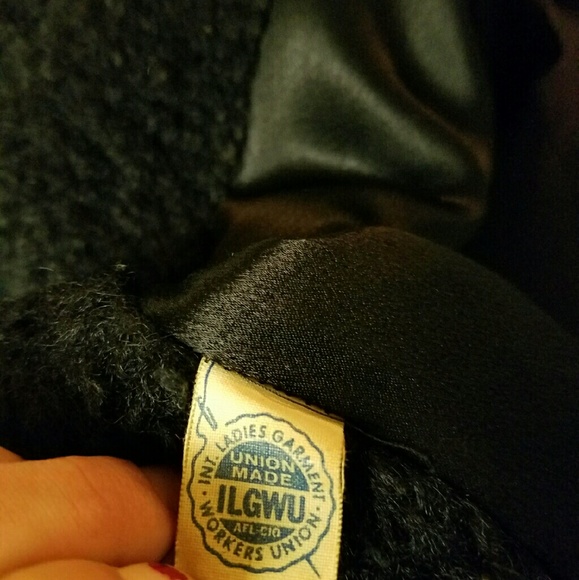 INT. LADIES GARMENT
WORKERS UNION
UNION
MADE
ILGWU
AFL-CIO